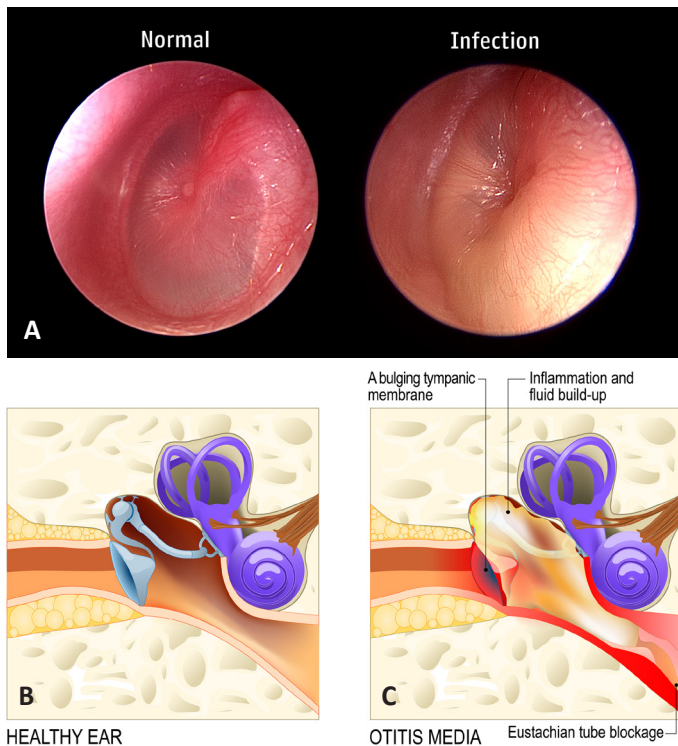 Normal
Infection
A
A bulging tympanic
membrane
Inflammation and
fluid build-up
B
C
HEALTHY EAR
OTITIS MEDIA
Eustachian tube blockage